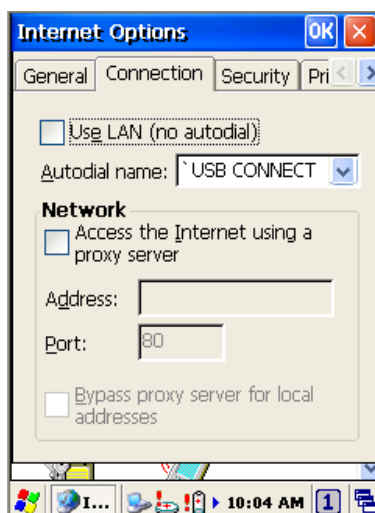 Internet Options OK
General Connection Security Pri
Use LAN (no autodial)
Autodial name: `USB CONNECT
Network
Access the Internet using a
proxy server
Address:
Port: 80
Bypass proxy server for local
addresses
I... 10:04 AM 1